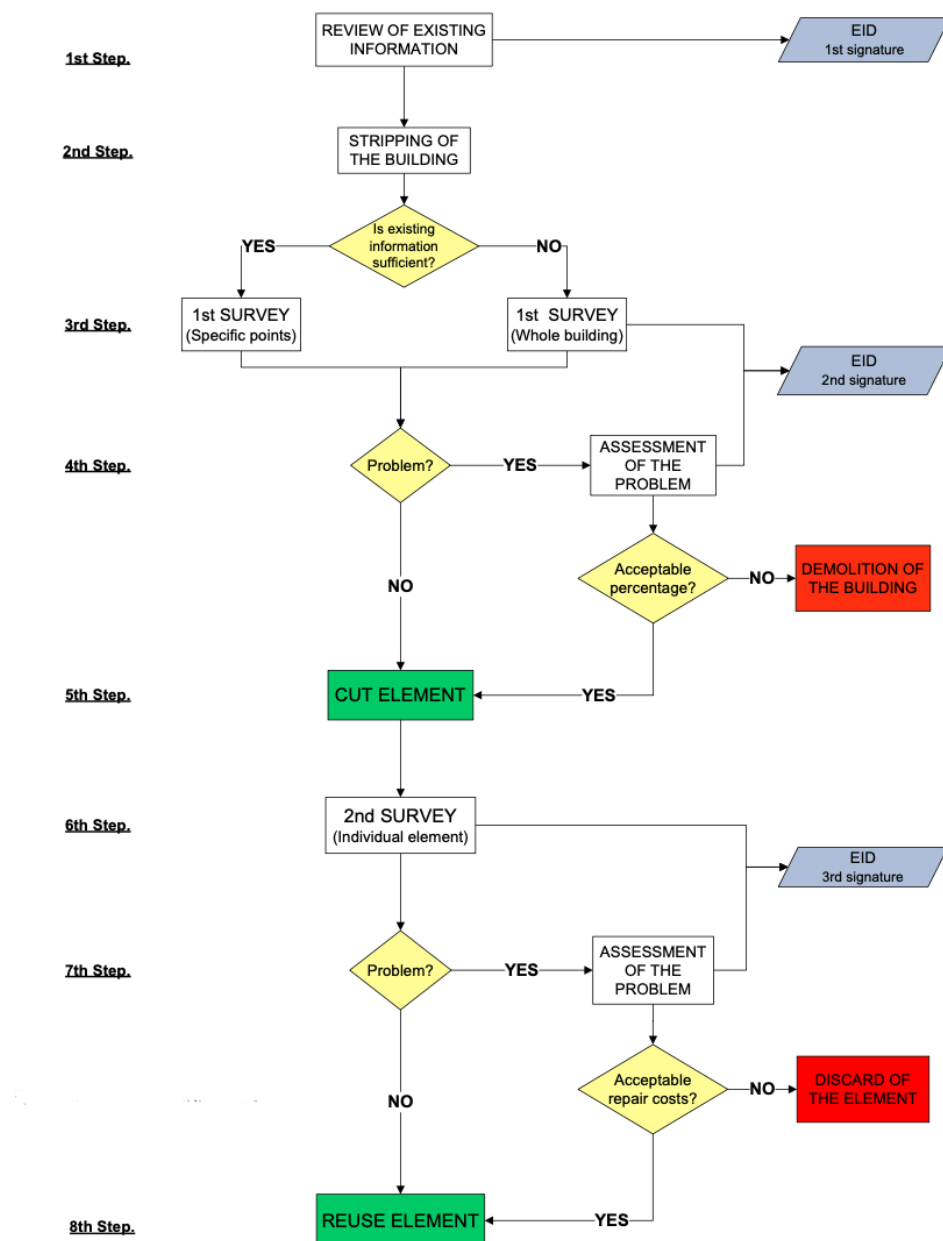 REVIEW OF EXISTING
INFORMATION
EID
1st signature
1st Step.
STRIPPING OF
THE BUILDING
2nd Step.
Is existing
information
sufficient?
YES
NO
1st SURVEY
(Specific points)
1st SURVEY
(Whole building)
3rd Step.
EID
2nd signature
4th Step.
Problem?
YES
ASSESSMENT
OF THE
PROBLEM
NO
Acceptable
percentage?
NO
DEMOLITION OF
THE BUILDING
5th Step.
CUT ELEMENT
YES
6th Step.
2nd SURVEY
(Individual element)
EID
3rd signature
7th Step.
Problem?
YES
ASSESSMENT
OF THE
PROBLEM
NO
Acceptable
repair costs?
NO
DISCARD OF
THE ELEMENT
8th Step.
REUSE ELEMENT
YES